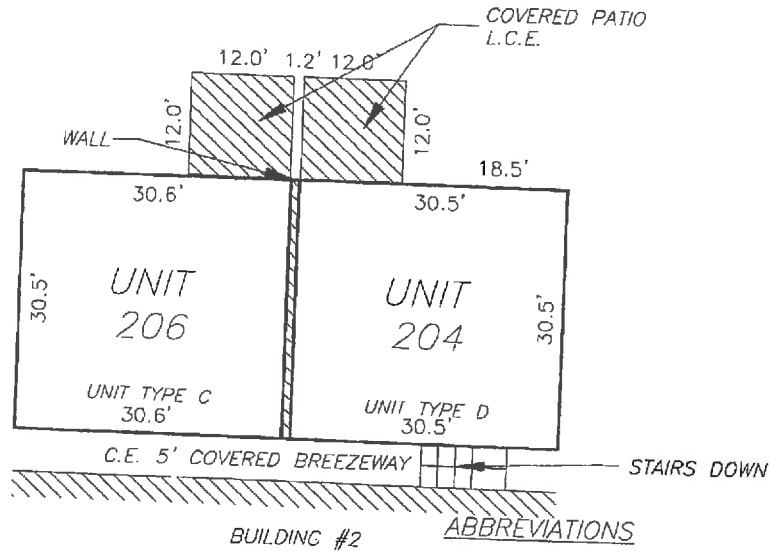 COVERED PATIO
L.C.E.
12.0' 1.2' 12.0'
12.0'
12.0'
WALL
18.5'
30.6'
30.5'
30.5'
UNIT
206
UNIT
204
30.5'
UNIT TYPE C
30.6'
UNIT TYPE D
30.5'
C.E. 5' COVERED BREEZEWAY
STAIRS DOWN
BUILDING #2
ABBREVIATIONS